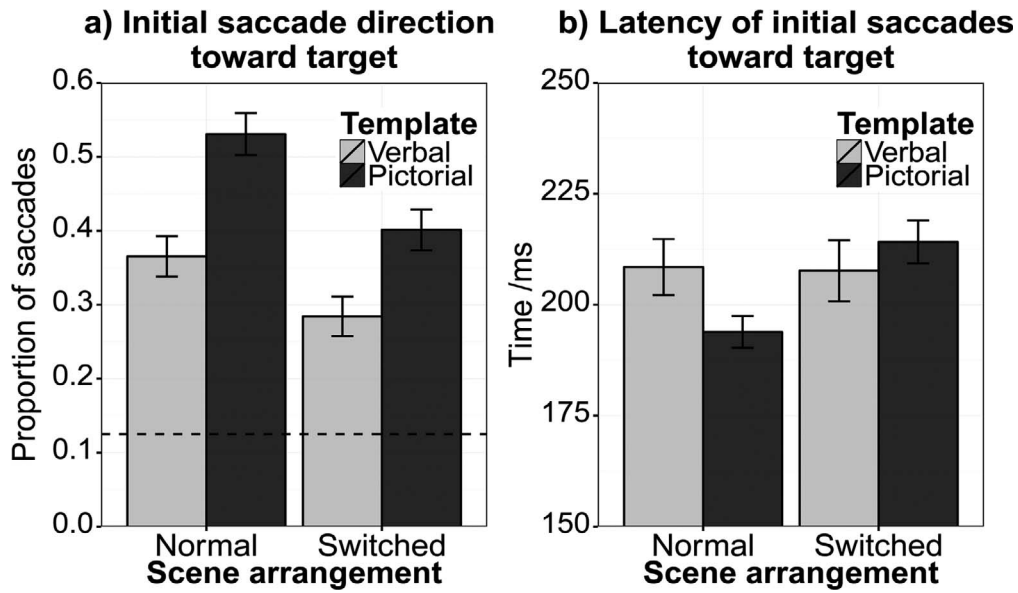 a) Initial saccade direction
toward target
Proportion of saccades
0.6
0.5
0.4
0.3
0.2
0.1
0.0
Template
Verbal
Pictorial
Normal Switched
Scene arrangement
b) Latency of initial saccades
toward target
Time /ms
250
225
200
175
150
Template
Verbal
Pictorial
Normal Switched
Scene arrangement